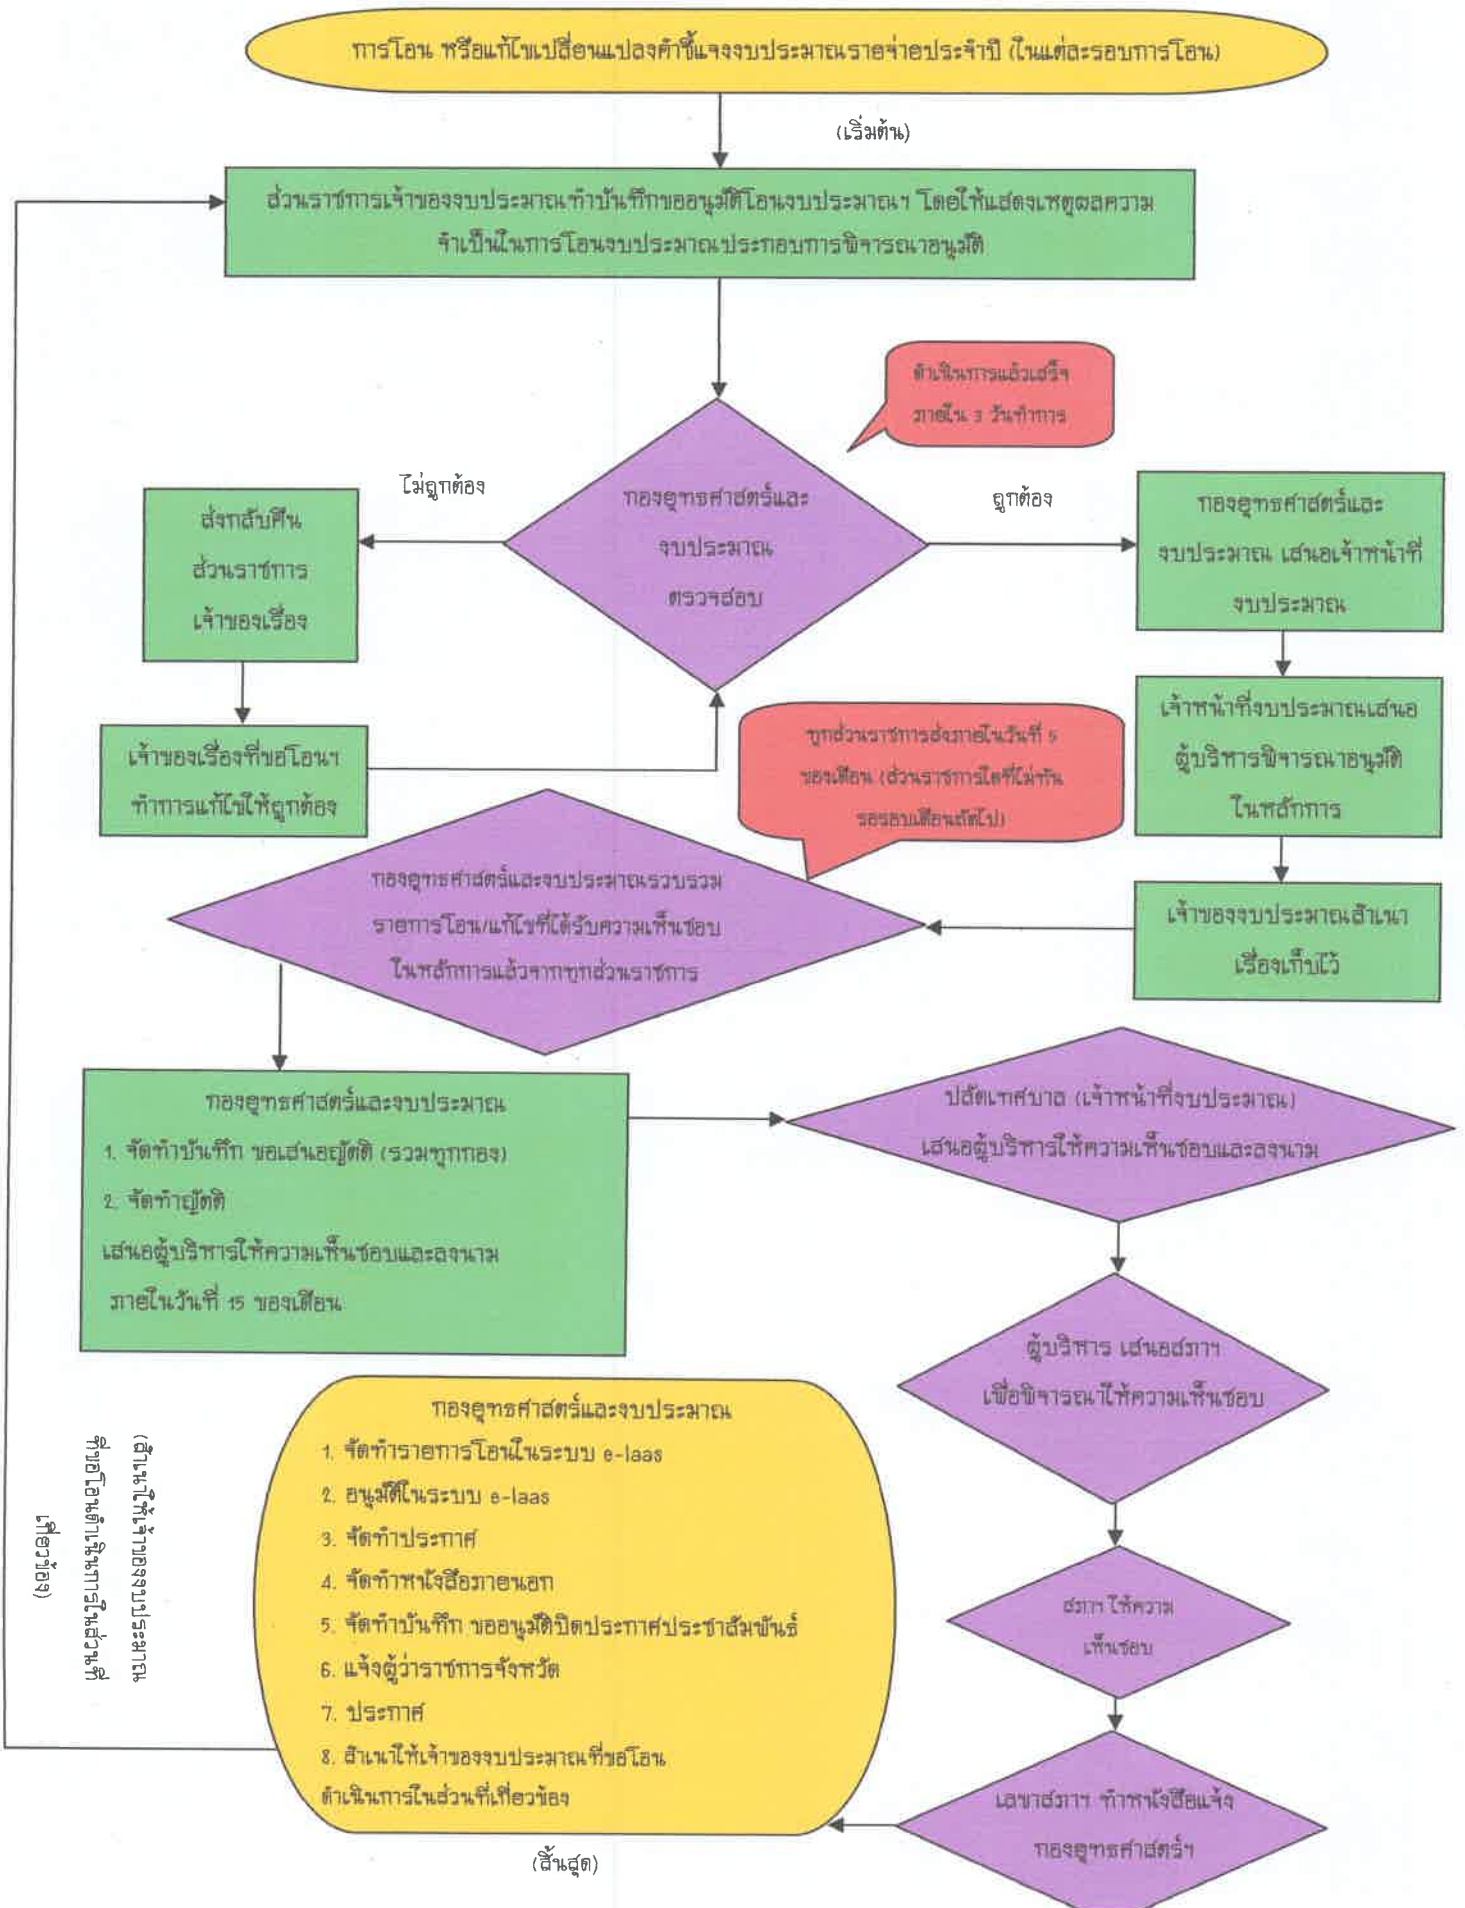 การโอน หรือแก้ไขเปลี่ยนแปลงคำชี้แจงงบประมาณรายจ่ายประจำปี (ในแต่ละรอบการโอน)
(เริ่มต้น)
ส่วนราชการเจ้าของงบประมาณทำบันทึกขออนุมัติโอนงบประมาณฯ โดยให้แสดงเหตุผลความ
จำเป็นในการโอนงบประมาณประกอบการพิจารณาอนุมัติ
ดำเนินการแล้วเสร็จ
ภายใน 3 วันทำการ
ไม่ถูกต้อง
ถูกต้อง
กองยุทธศาสตร์และ
งบประมาณ
ตรวจสอบ
ส่งกลับคืน
ส่วนราชการ
เจ้าของเรื่อง
กองยุทธศาสตร์และ
งบประมาณ เสนอเจ้าหน้าที่
งบประมาณ
เจ้าของเรื่องที่ขอโอนฯ
ทำการแก้ไขให้ถูกต้อง
เจ้าหน้าที่งบประมาณเสนอ
ผู้บริหารพิจารณาอนุมัติ
ในหลักการ
ทุกส่วนราชการส่งภายในวันที่ 5
ของเดือน (ส่วนราชการใดที่ไม่ทัน
รอรอบเดือนถัดไป)
เจ้าของงบประมาณสำเนา
เรื่องเก็บไว้
กองยุทธศาสตร์และงบประมาณรวบรวม
รายการโอน/แก้ไขที่ได้รับความเห็นชอบ
ในหลักการแล้วจากทุกส่วนราชการ
กองยุทธศาสตร์และงบประมาณ
1. จัดทำบันทึก ขอเสนอญัตติ (รวมทุกกอง)
2. จัดทำญัตติ
เสนอผู้บริหารให้ความเห็นชอบและลงนาม
ภายในวันที่ 15 ของเดือน
ปลัดเทศบาล (เจ้าหน้าที่งบประมาณ)
เสนอผู้บริหารให้ความเห็นชอบและลงนาม
ผู้บริหาร เสนอสภาฯ
เพื่อพิจารณาให้ความเห็นชอบ
สภาฯ ให้ความ
เห็นชอบ
เลขาสภาฯ ทำหนังสือแจ้ง
กองยุทธศาสตร์ฯ
กองยุทธศาสตร์และงบประมาณ
1. จัดทำรายการโอนในระบบ e-laas
2. อนุมัติในระบบ e-laas
3. จัดทำประกาศ
4. จัดทำหนังสือภายนอก
5. จัดทำบันทึก ขออนุมัติปิดประกาศประชาสัมพันธ์
6. แจ้งผู้ว่าราชการจังหวัด
7. ประกาศ
8. สำเนาให้เจ้าของงบประมาณที่ขอโอน
ดำเนินการในส่วนที่เกี่ยวข้อง
(สำเนาให้เจ้าของงบประมาณ
ที่ขอโอนดำเนินการในส่วนที่
เกี่ยวข้อง)
(สิ้นสุด)